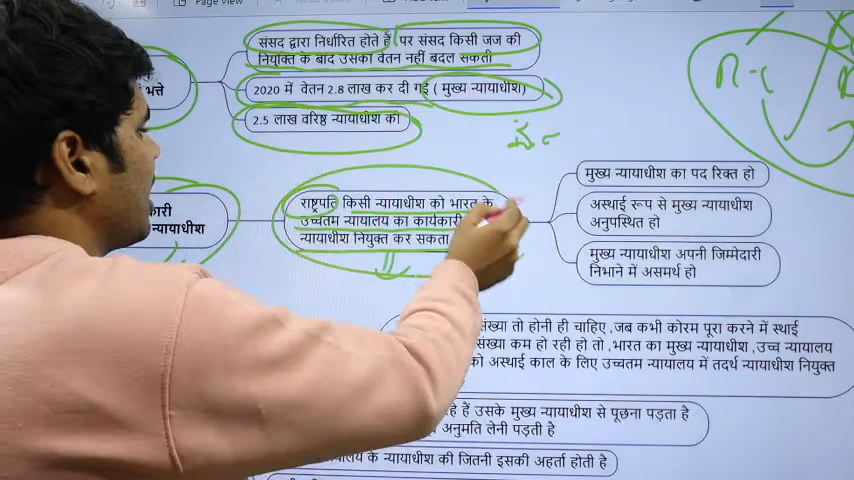 Page view
संसद द्वारा निर्धारित होते हैं पर संसद किसी जज की
नियुक्त के बाद उसका वेतन नहीं बदल सकती
भत्ते
2020 में वेतन 2.8 लाख कर दी गई ( मुख्य न्यायाधीश)
2.5 लाख वरिष्ठ न्यायाधीश को
मुख्य न्यायाधीश का पद रिक्त हो
राष्ट्रपति किसी न्यायाधीश को भारत के
उच्चतम न्यायालय का कार्यकारी
न्यायाधीश नियुक्त कर सकता
न्यायाधीश
अस्थाई रूप से मुख्य न्यायाधीश
अनुपस्थित हो
मुख्य न्यायाधीश अपनी जिम्मेदारी
निभाने में असमर्थ हो
संख्या तो होनी ही चाहिए ,जब कभी कोरम पूरा करने में स्थाई
संख्या कम हो रही हो तो ,भारत का मुख्य न्यायाधीश ,उच्च न्यायालय
को अस्थाई काल के लिए उच्चतम न्यायालय में तदर्थ न्यायाधीश नियुक्त
हैं उसके मुख्य न्यायाधीश से पूछना पड़ता है
अनुमति लेनी पड़ती है
के न्यायाधीश की जितनी इसकी अहर्ता होती है